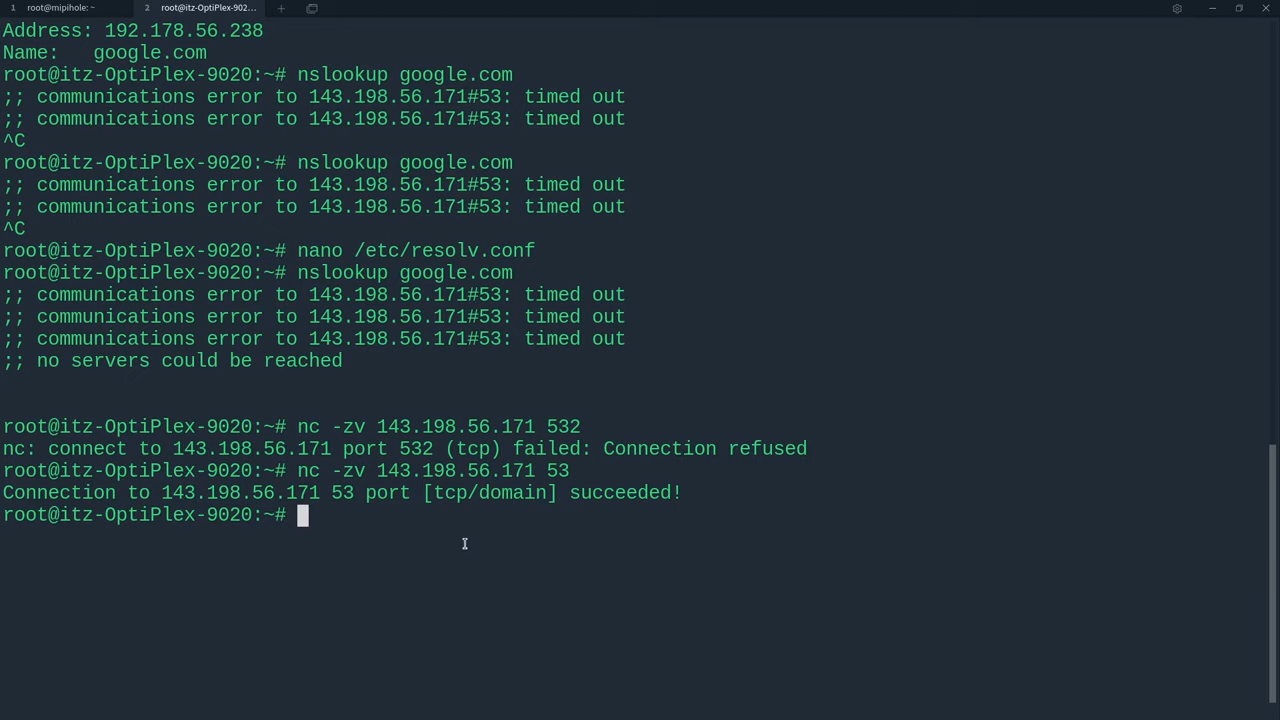 1 root@mipihole: ~ 2 root@itz-OptiPlex-902...
Address: 192.178.56.238
Name:   google.com
root@itz-OptiPlex-9020:~# nslookup google.com
;; communications error to 143.198.56.171#53: timed out
;; communications error to 143.198.56.171#53: timed out
^C
root@itz-OptiPlex-9020:~# nslookup google.com
;; communications error to 143.198.56.171#53: timed out
;; communications error to 143.198.56.171#53: timed out
^C
root@itz-OptiPlex-9020:~# nano /etc/resolv.conf
root@itz-OptiPlex-9020:~# nslookup google.com
;; communications error to 143.198.56.171#53: timed out
;; communications error to 143.198.56.171#53: timed out
;; communications error to 143.198.56.171#53: timed out
;; no servers could be reached
root@itz-OptiPlex-9020:~# nc -zv 143.198.56.171 532
nc: connect to 143.198.56.171 port 532 (tcp) failed: Connection refused
root@itz-OptiPlex-9020:~# nc -zv 143.198.56.171 53
Connection to 143.198.56.171 53 port [tcp/domain] succeeded!
root@itz-OptiPlex-9020:~#